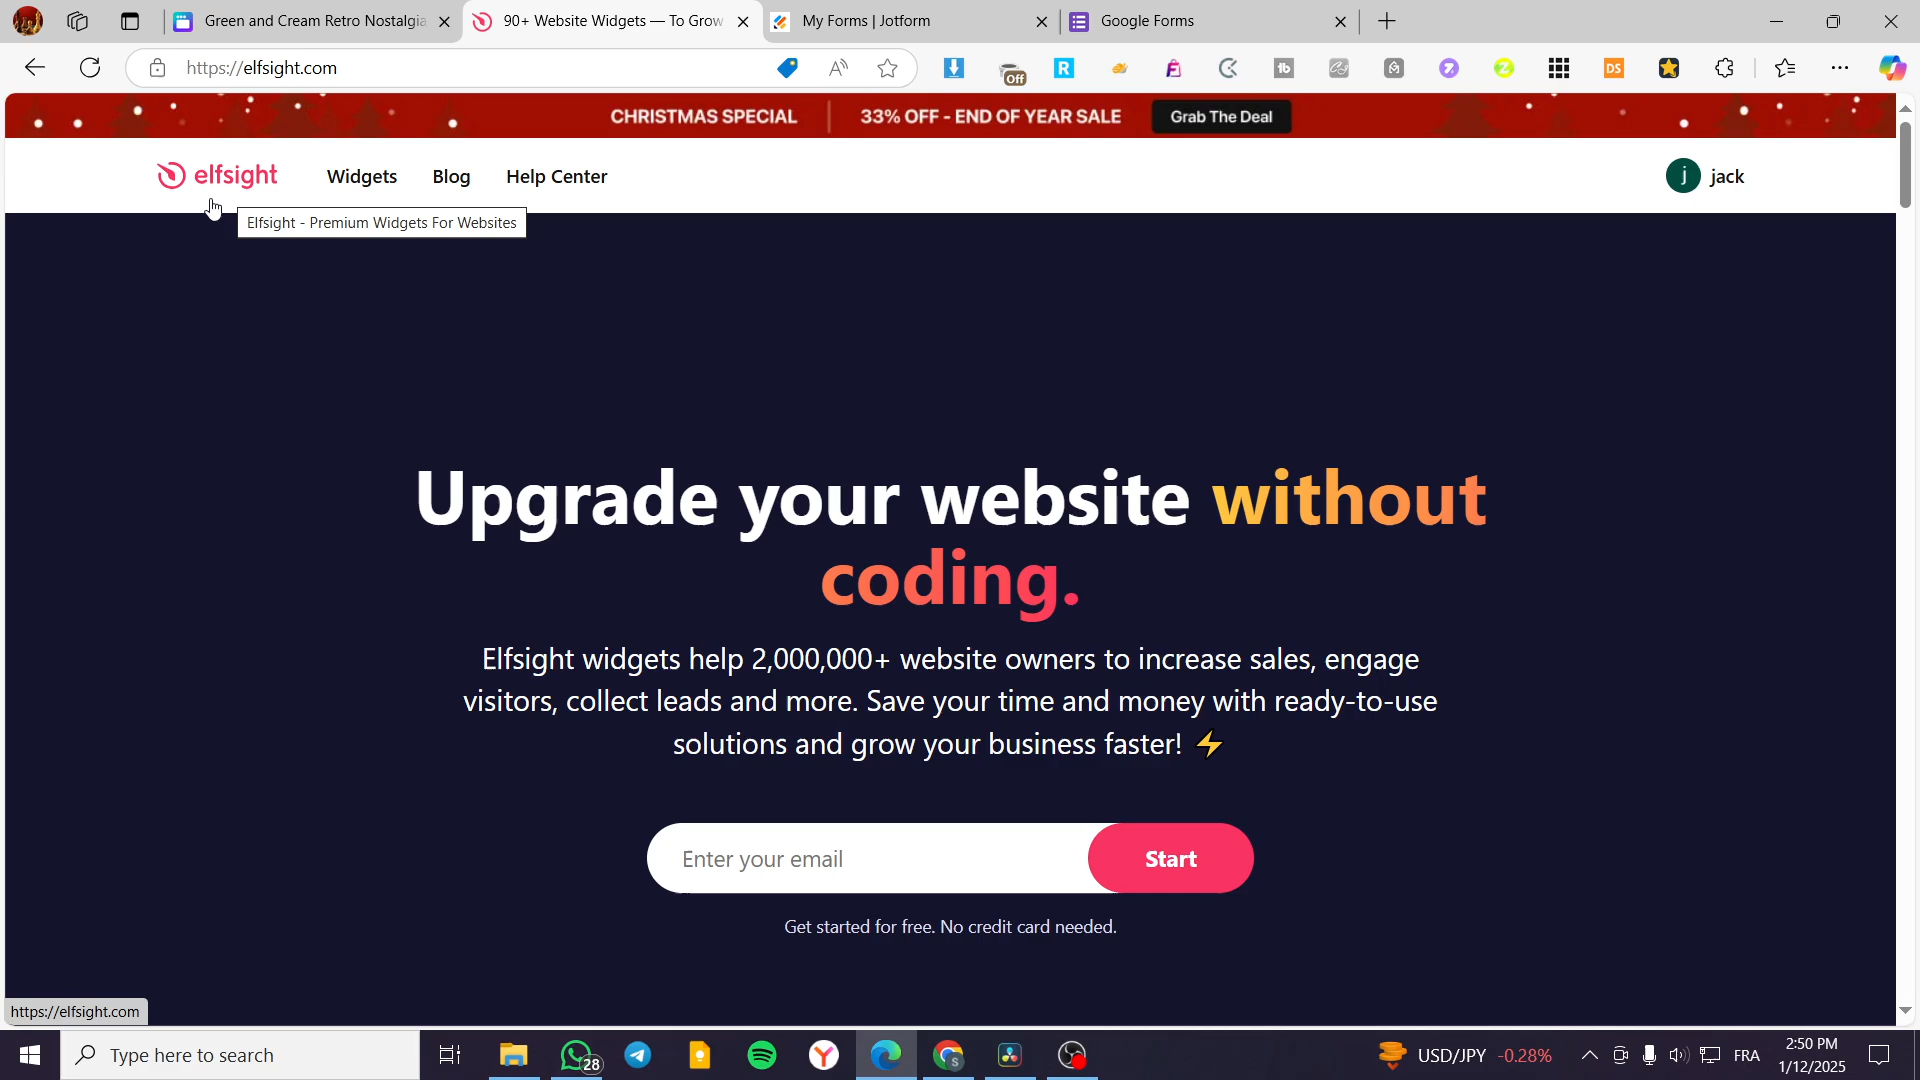 Green and Cream Retro Nostalgia
90+ Website Widgets — To Grow
My Forms | Jotform
Google Forms
https://elfsight.com
Off
R
tb
DS
CHRISTMAS SPECIAL
33% OFF - END OF YEAR SALE
Grab The Deal
elfsight
Widgets
Blog
Help Center
j
jack
Elfsight - Premium Widgets For Websites
Upgrade your website without
coding.
Elfsight widgets help 2,000,000+ website owners to increase sales, engage
visitors, collect leads and more. Save your time and money with ready-to-use
solutions and grow your business faster! ⚡
Enter your email
Start
Get started for free. No credit card needed.
https://elfsight.com
Type here to search
28
USD/JPY -0.28%
FRA
2:50 PM
1/12/2025